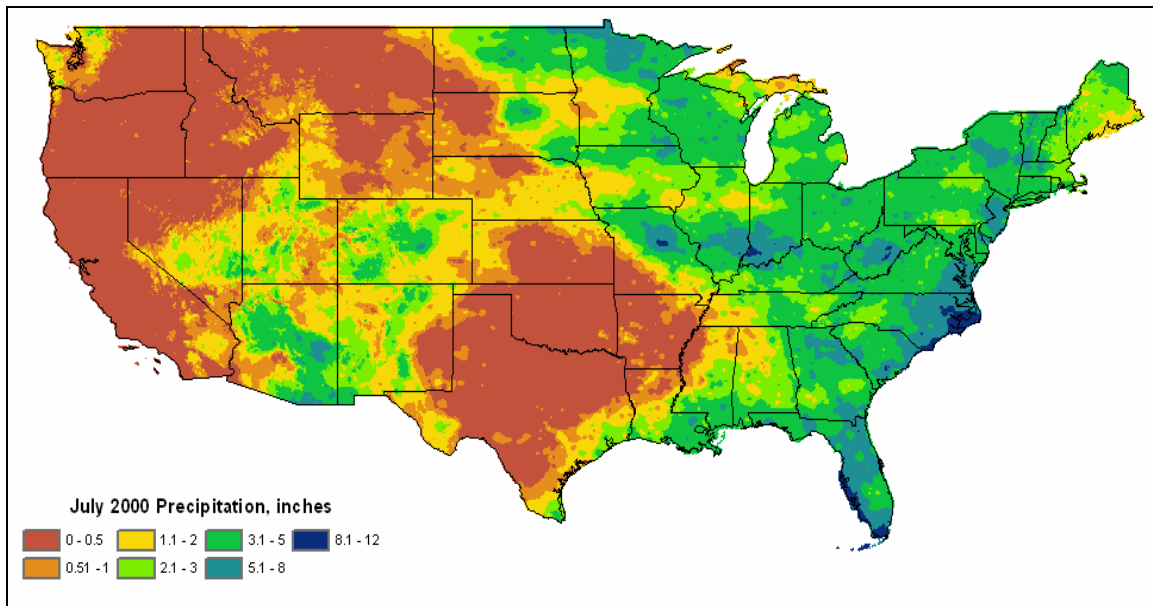 July 2000 Precipitation, inches
0 - 0.5 1.1 - 2 3.1 - 5 8.1 - 12
0.51 - 1 2.1 - 3 5.1 - 8